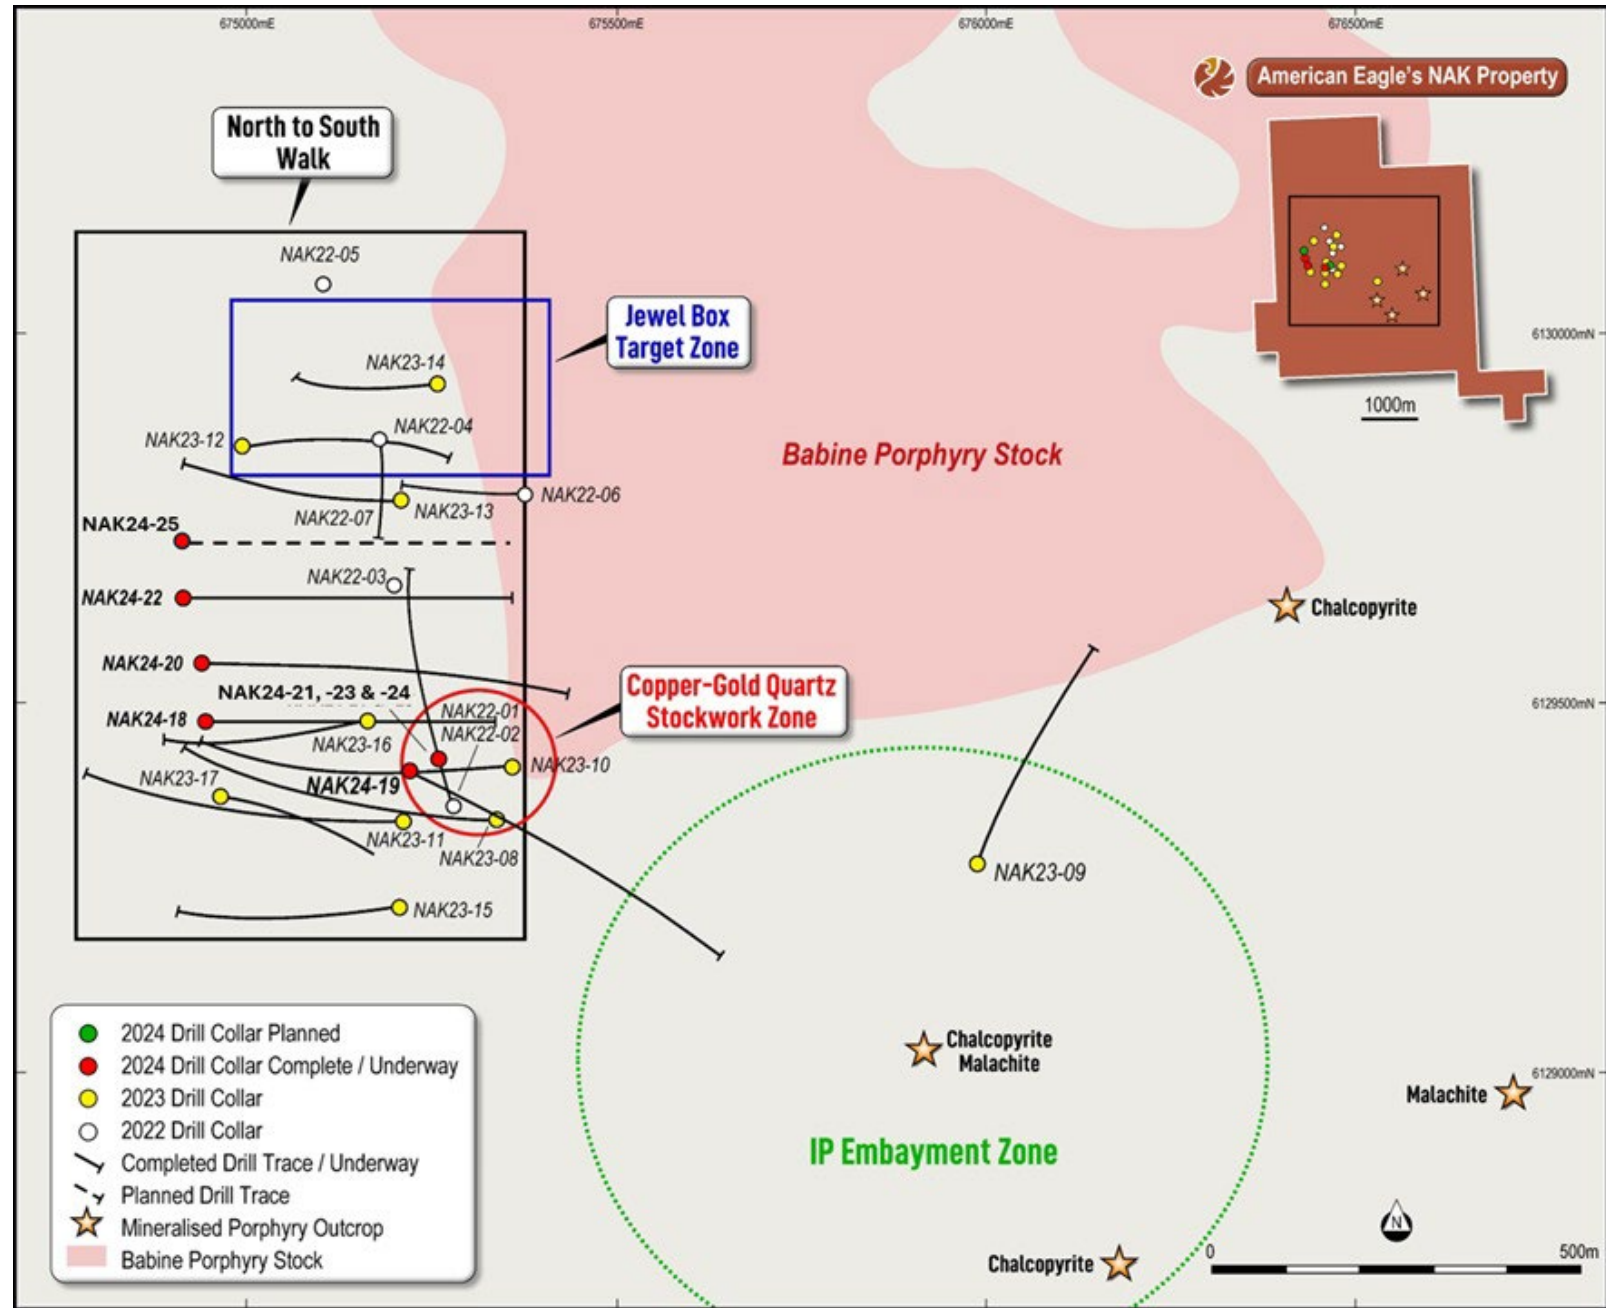 675000mE
675500mE
676000mE
676500mE
American Eagle's NAK Property
1000m
North to South
Walk
NAK22-05
Jewel Box
Target Zone
6130000mN
NAK23-14
NAK22-04
NAK23-12
Babine Porphyry Stock
NAK22-06
NAK22-07
NAK23-13
NAK24-25
NAK22-03
NAK24-22
Chalcopyrite
NAK24-20
Copper-Gold Quartz
Stockwork Zone
NAK24-21, -23 & -24
6129500mN
NAK24-18
NAK22-01
NAK22-02
NAK23-16
NAK23-10
NAK23-17
NAK24-19
NAK23-11
NAK23-08
NAK23-09
NAK23-15
2024 Drill Collar Planned
2024 Drill Collar Complete / Underway
2023 Drill Collar
2022 Drill Collar
Completed Drill Trace / Underway
Planned Drill Trace
Mineralised Porphyry Outcrop
Babine Porphyry Stock
Chalcopyrite
Malachite
6129000mN
Malachite
IP Embayment Zone
Chalcopyrite
N
0
500m